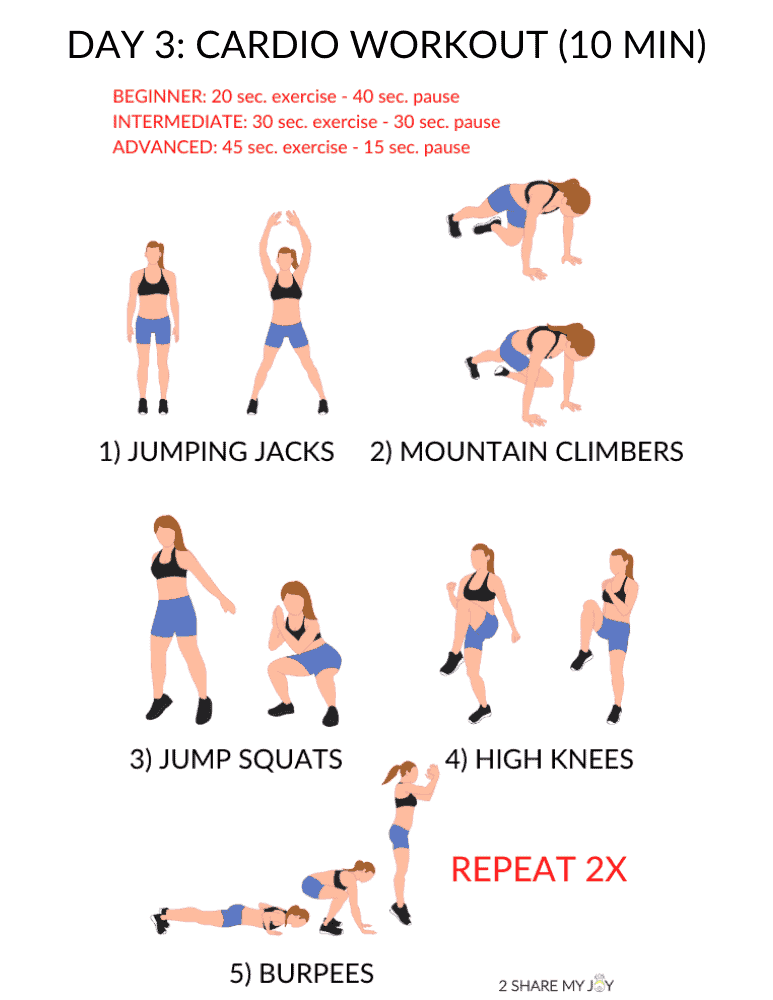 DAY 3: CARDIO WORKOUT (10 MIN)
BEGINNER: 20 sec. exercise - 40 sec. pause
INTERMEDIATE: 30 sec. exercise - 30 sec. pause
ADVANCED: 45 sec. exercise - 15 sec. pause
1) JUMPING JACKS
2) MOUNTAIN CLIMBERS
3) JUMP SQUATS
4) HIGH KNEES
REPEAT 2X
5) BURPEES
2 SHARE MY JOY